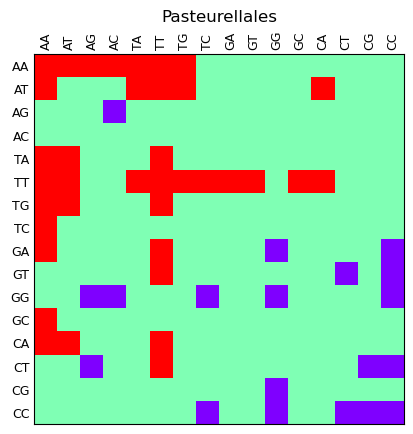 Pasteurellales
AA AT AG AC TA TT TG TC GA GT GG GC CA CT CG CC
AA
AT
AG
AC
TA
TT
TG
TC
GA
GT
GG
GC
CA
CT
CG
CC